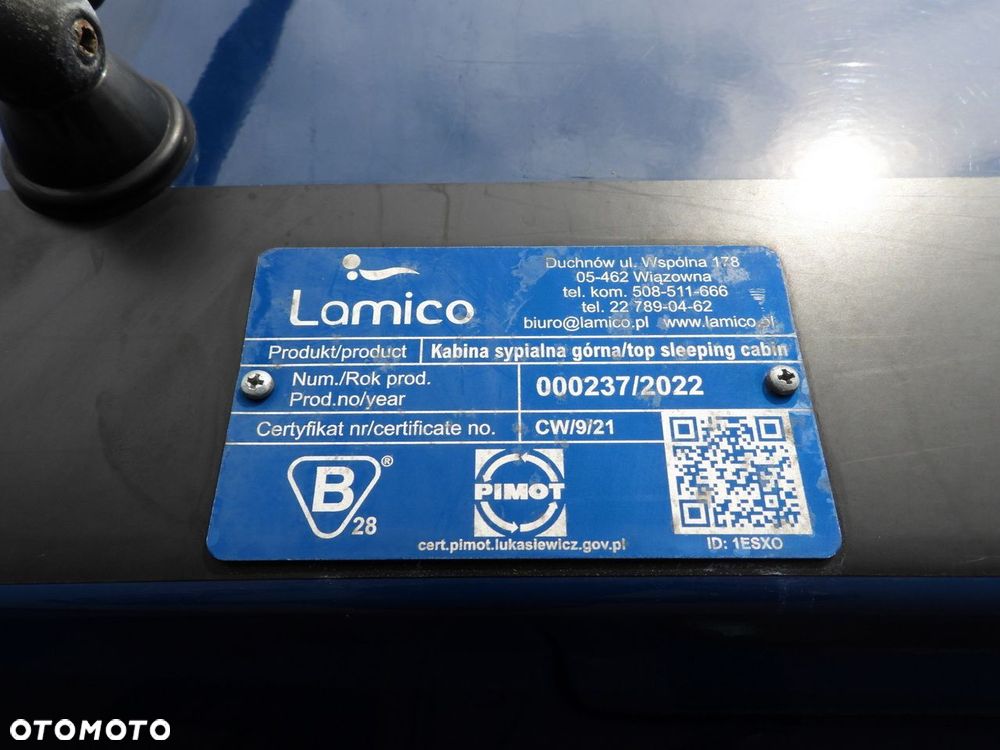 Lamico
Duchnów ul. Wspólna 178
05-462 Wiązowna
tel. kom. 508-511-666
tel. 22 789-04-62
biuro@lamico.pl www.lamico.pl
Produkt/product Kabina sypialna górna/top sleeping cabin
Num./Rok prod.
Prod.no/year
000237/2022
Certyfikat nr/certificate no. CW/9/21
B ®
28
PIMOT
cert.pimot.lukasiewicz.gov.pl
ID: 1ESXO
OTOMOTO